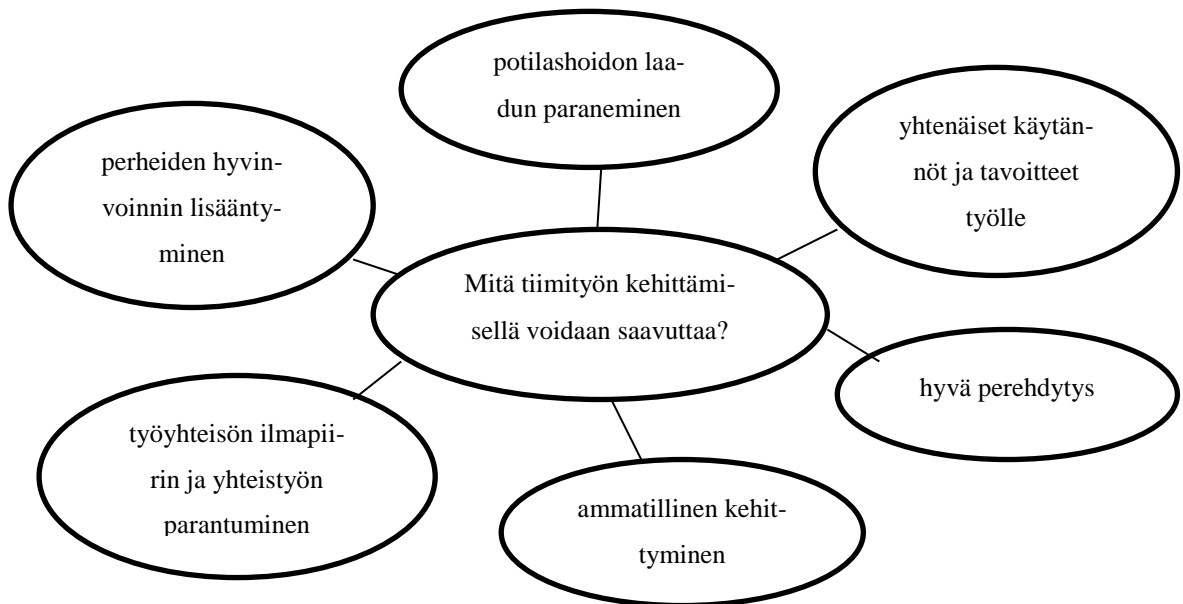 potilashoidon laa-
dun paraneminen
yhtenäiset käytän-
nöt ja tavoitteet
työlle
perheiden hyvin-
voinnin lisäänty-
minen
Mitä tiimityön kehittämi-
sellä voidaan saavuttaa?
hyvä perehdytys
työyhteisön ilmapii-
rin ja yhteistyön
parantuminen
ammatillinen kehit-
tyminen